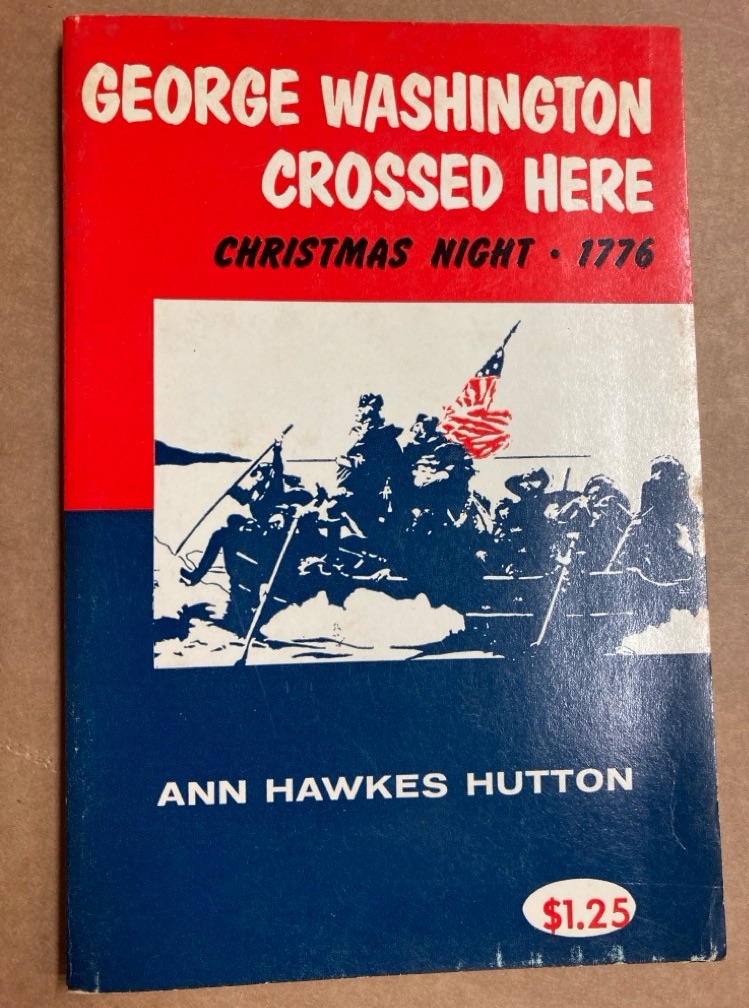 GEORGE WASHINGTON
CROSSED HERE
CHRISTMAS NIGHT • 1776
ANN HAWKES HUTTON
$1.25